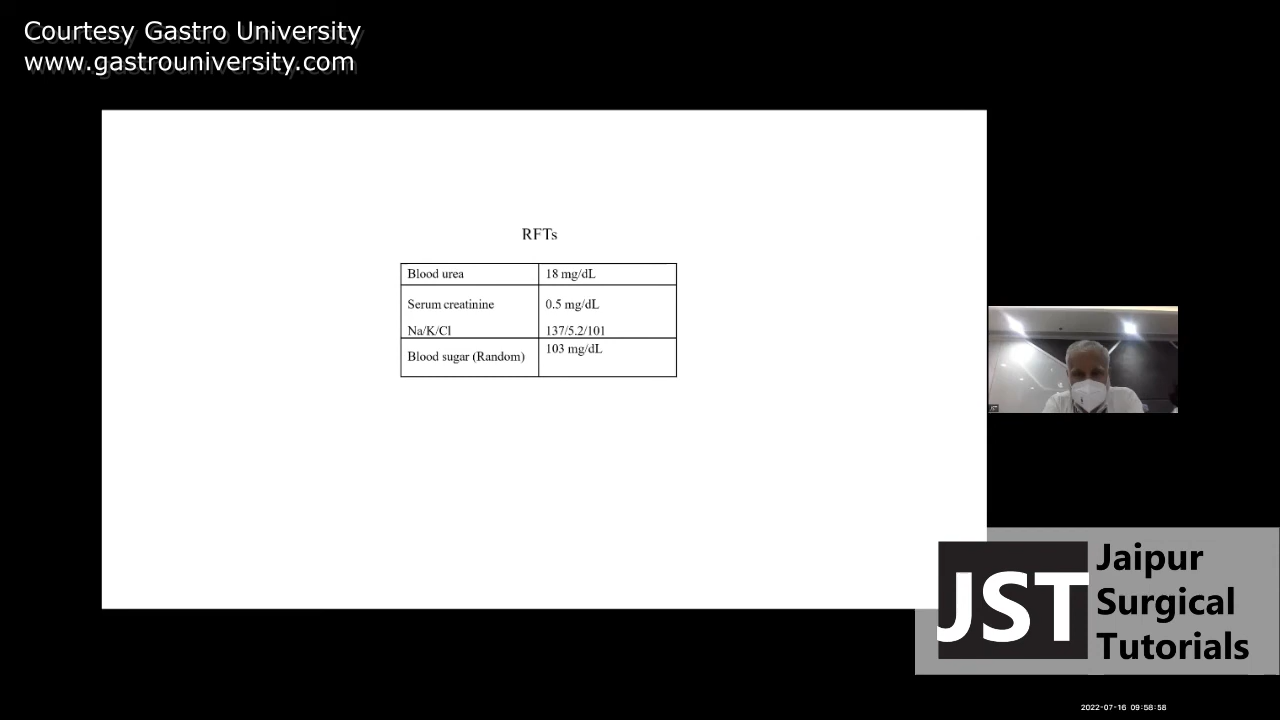 Courtesy Gastro University
www.gastrouniversity.com
RFTs
Blood urea 18 mg/dL
Serum creatinine 0.5 mg/dL
Na/K/Cl 137/5.2/101
Blood sugar (Random) 103 mg/dL
JST
Jaipur
Surgical
Tutorials
2022-07-16 09:58:58